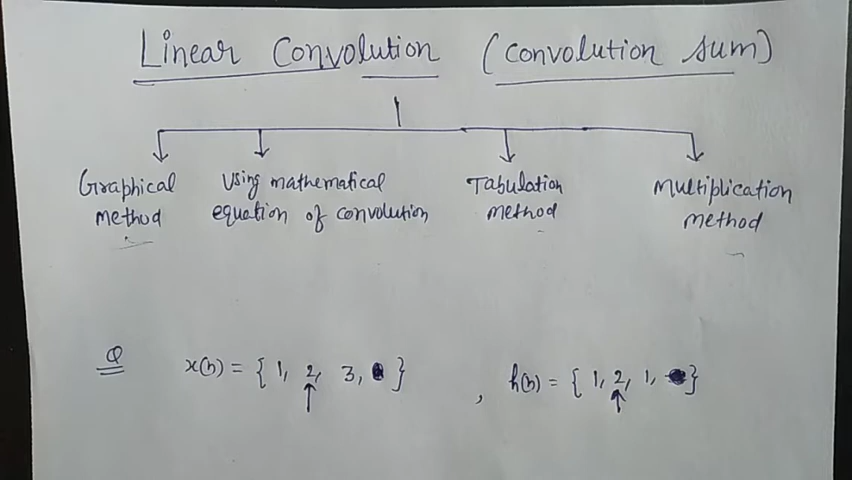 Linear Convolution (Convolution sum)
Graphical method
Using mathematical equation of convolution
Tabulation method
Multiplication method
Q x(n) = { 1, 2, 3, } , h(n) = { 1, 2, 1, }
↑ ↑